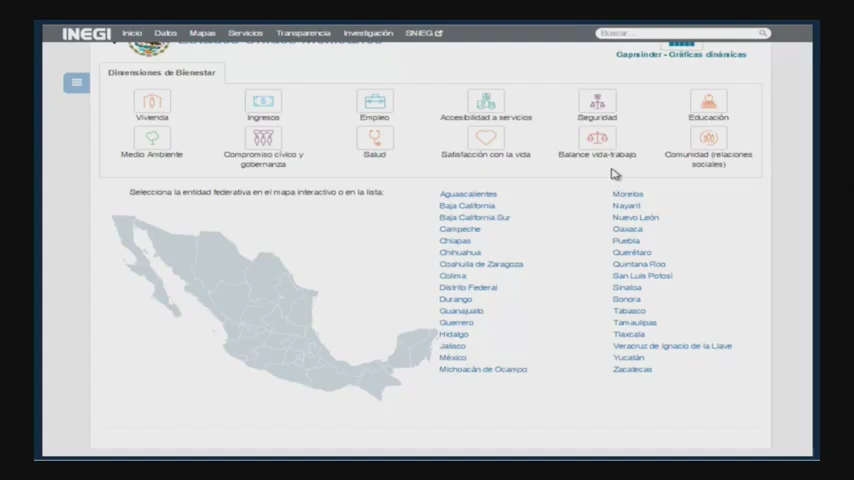 INEGI Inicio Datos Mapas Servicios Transparencia Investigación SNIEG Buscar...
Estados Unidos Mexicanos
Gapminder - Gráficas dinámicas
Dimensiones de Bienestar
Vivienda Ingresos Empleo Accesibilidad a servicios Seguridad Educación
Medio Ambiente Compromiso cívico y gobernanza Salud Satisfacción con la vida Balance vida-trabajo Comunidad (relaciones sociales)
Selecciona la entidad federativa en el mapa interactivo o en la lista:
Aguascalientes
Baja California
Baja California Sur
Campeche
Chiapas
Chihuahua
Coahuila de Zaragoza
Colima
Distrito Federal
Durango
Guanajuato
Guerrero
Hidalgo
Jalisco
México
Michoacán de Ocampo
Morelos
Nayarit
Nuevo León
Oaxaca
Puebla
Querétaro
Quintana Roo
San Luis Potosí
Sinaloa
Sonora
Tabasco
Tamaulipas
Tlaxcala
Veracruz de Ignacio de la Llave
Yucatán
Zacatecas